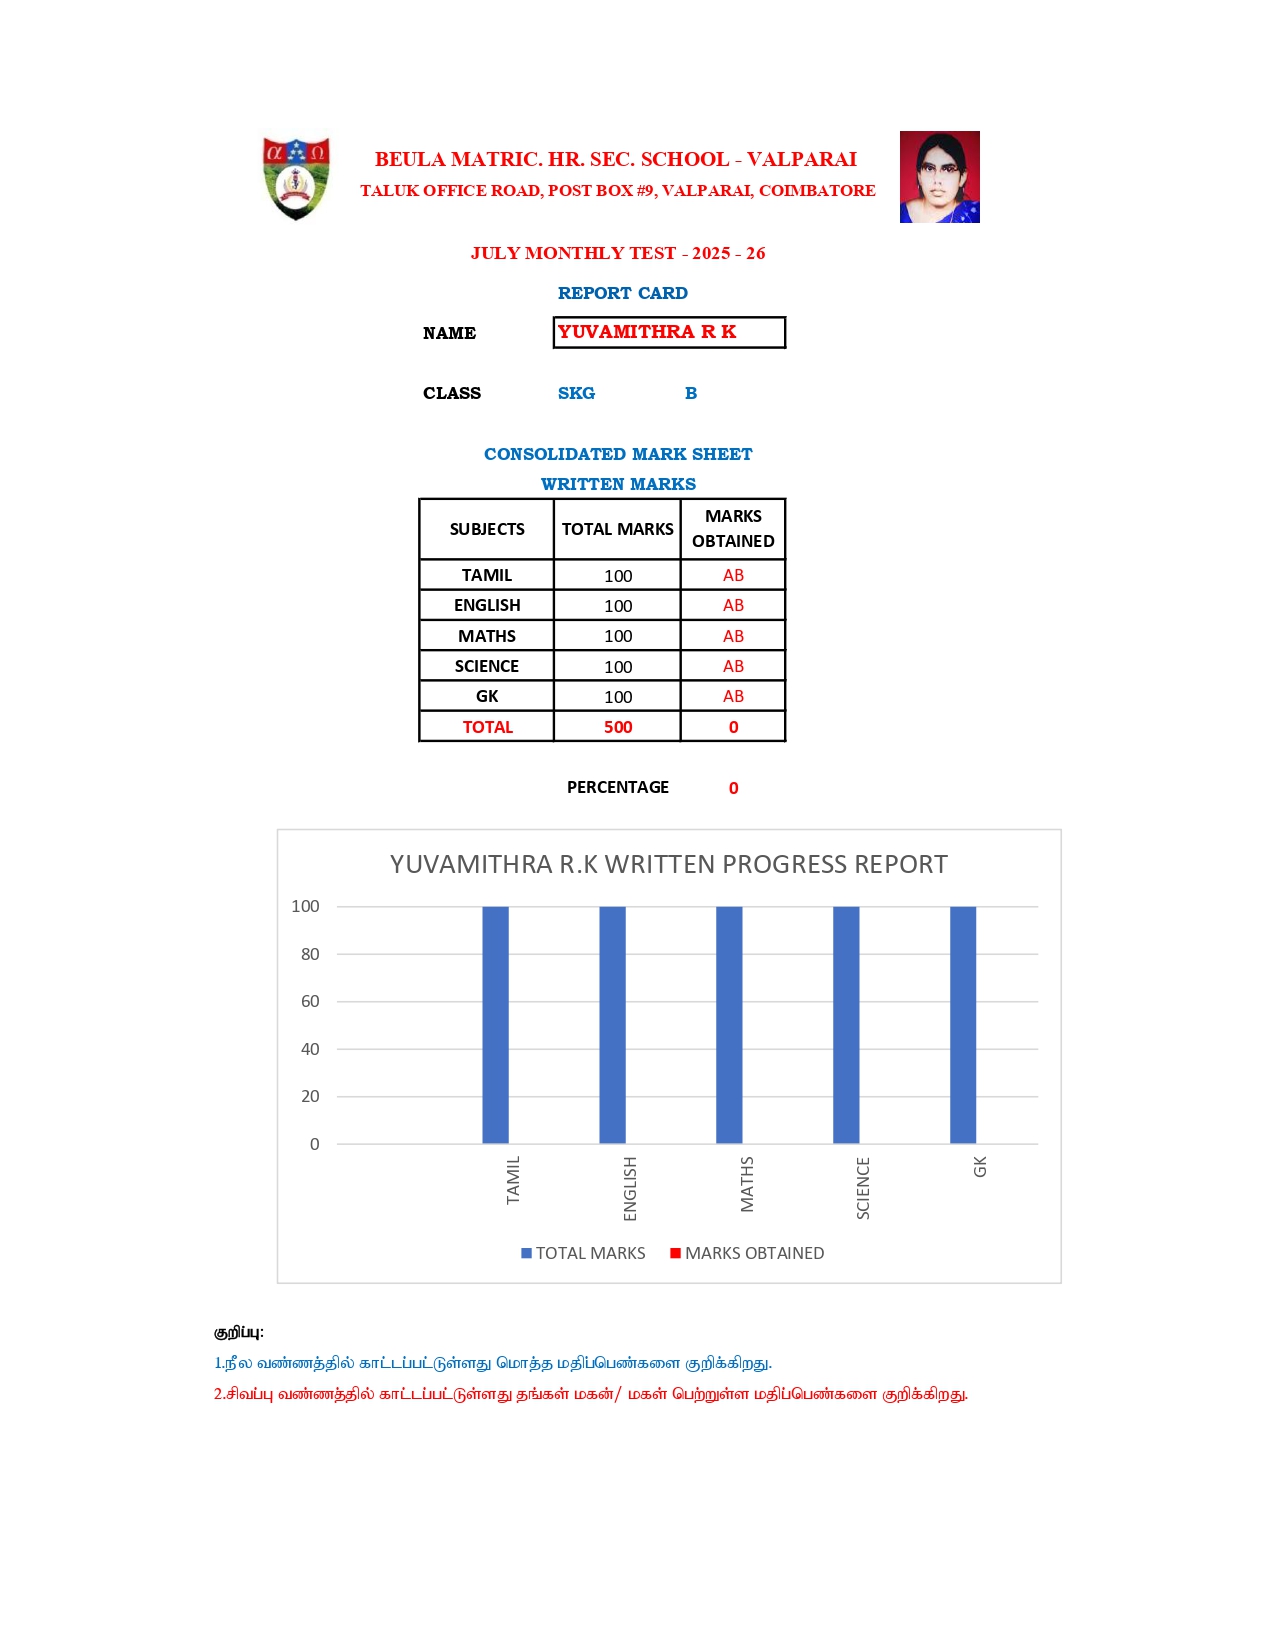 α Ω
BEULA MATRIC. HR. SEC. SCHOOL - VALPARAI
TALUK OFFICE ROAD, POST BOX #9, VALPARAI, COIMBATORE
JULY MONTHLY TEST - 2025 - 26
REPORT CARD
NAME YUVAMITHRA R K
CLASS SKG B
CONSOLIDATED MARK SHEET
WRITTEN MARKS
SUBJECTS TOTAL MARKS MARKS OBTAINED
TAMIL 100 AB
ENGLISH 100 AB
MATHS 100 AB
SCIENCE 100 AB
GK 100 AB
TOTAL 500 0
PERCENTAGE 0
YUVAMITHRA R.K WRITTEN PROGRESS REPORT
100
80
60
40
20
0
TAMIL ENGLISH MATHS SCIENCE GK
TOTAL MARKS MARKS OBTAINED
குறிப்பு:
1.நீல வண்ணத்தில் காட்டப்பட்டுள்ளது மொத்த மதிப்பெண்களை குறிக்கிறது.
2.சிவப்பு வண்ணத்தில் காட்டப்பட்டுள்ளது தங்கள் மகன்/ மகள் பெற்றுள்ள மதிப்பெண்களை குறிக்கிறது.